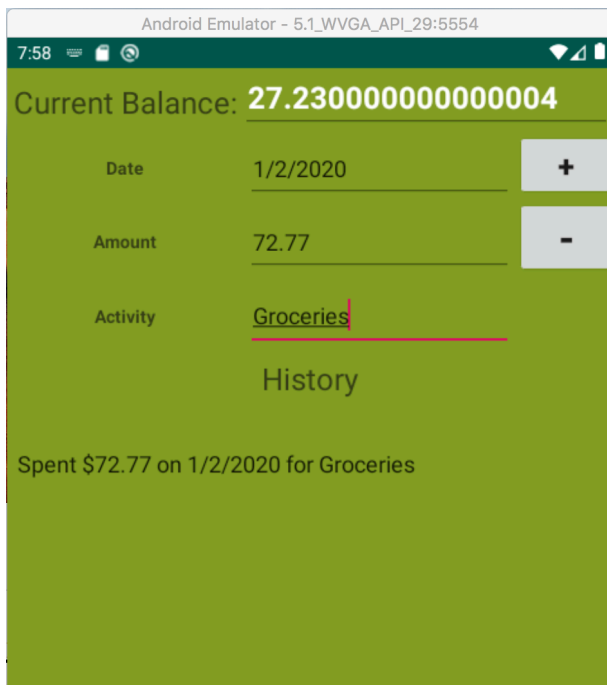 Android Emulator - 5.1_WVGA_API_29:5554
7:58
Current Balance: 27.230000000000004
Date 1/2/2020 +
Amount 72.77 -
Activity Groceries
History
Spent $72.77 on 1/2/2020 for Groceries